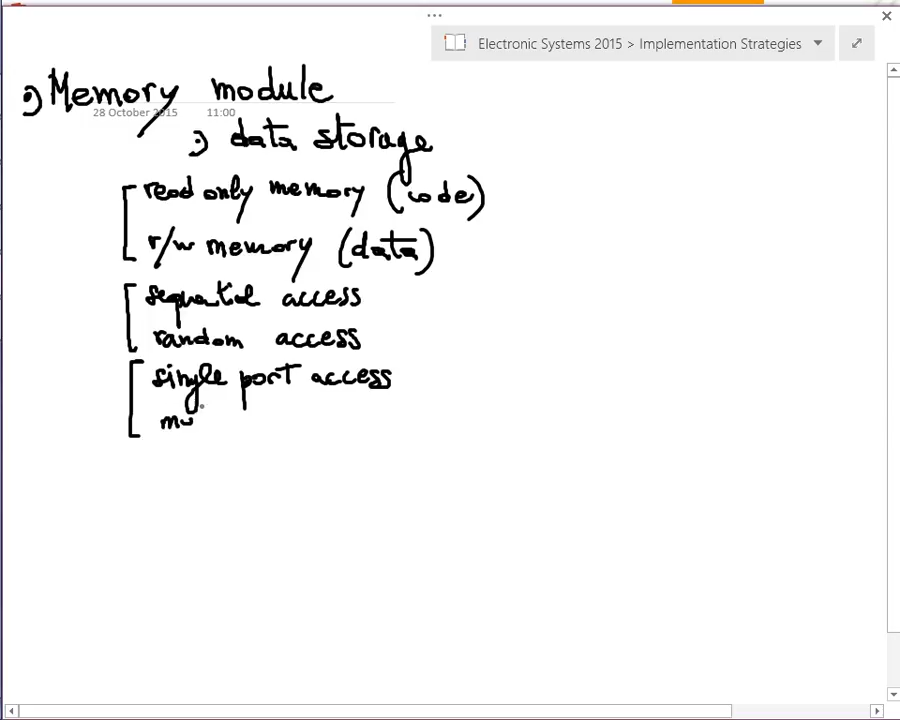 Electronic Systems 2015 > Implementation Strategies
Memory module
28 October 2015 11:00
data storage
read only memory (code)
r/w memory (data)
sequential access
random access
single port access
mu